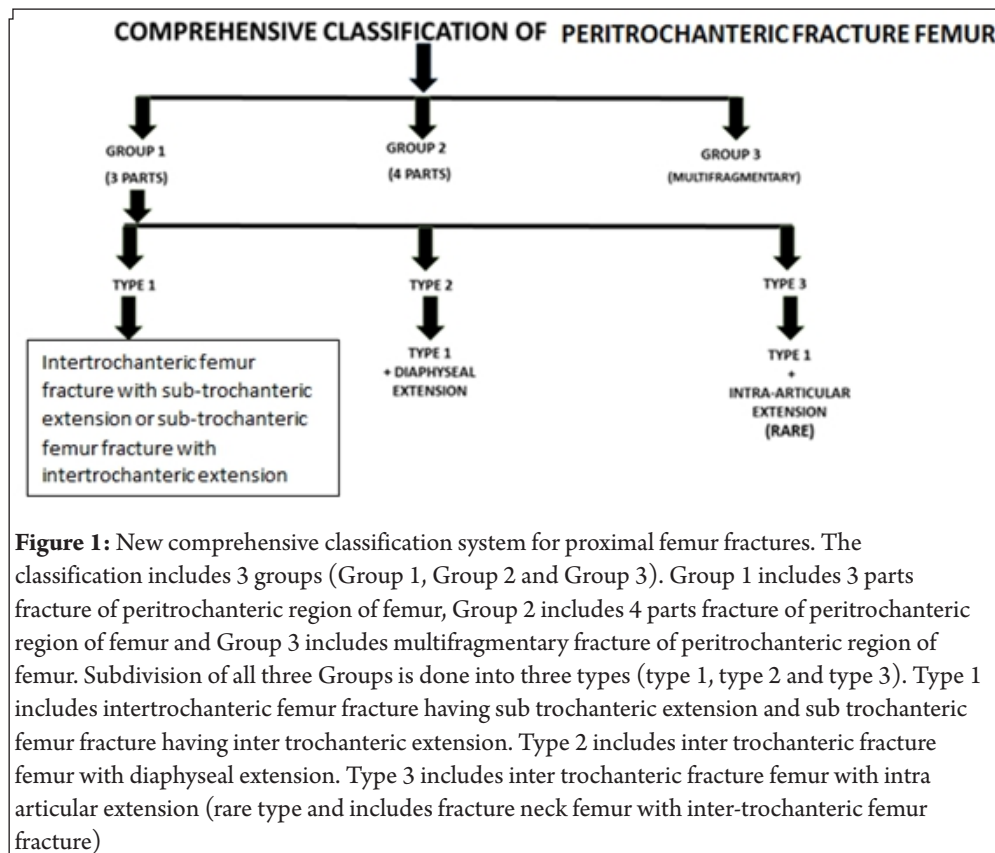 COMPREHENSIVE CLASSIFICATION OF PERITROCHANTERIC FRACTURE FEMUR
GROUP 1
(3 PARTS)
GROUP 2
(4 PARTS)
GROUP 3
(MULTIFRAGMENTARY)
TYPE 1
TYPE 2
TYPE 3
Intertrochanteric femur
fracture with sub-trochanteric
extension or sub-trochanteric
femur fracture with
intertrochanteric extension
TYPE 1
+ DIAPHYSEAL
EXTENSION
TYPE 1
+
INTRA-ARTICULAR
EXTENSION
(RARE)
Figure 1: New comprehensive classification system for proximal femur fractures. The
classification includes 3 groups (Group 1, Group 2 and Group 3). Group 1 includes 3 parts
fracture of peritrochanteric region of femur, Group 2 includes 4 parts fracture of peritrochanteric
region of femur and Group 3 includes multifragmentary fracture of peritrochanteric region of
femur. Subdivision of all three Groups is done into three types (type 1, type 2 and type 3). Type 1
includes intertrochanteric femur fracture having sub trochanteric extension and sub trochanteric
femur fracture having inter trochanteric extension. Type 2 includes inter trochanteric fracture
femur with diaphyseal extension. Type 3 includes inter trochanteric fracture femur with intra
articular extension (rare type and includes fracture neck femur with inter-trochanteric femur
fracture)